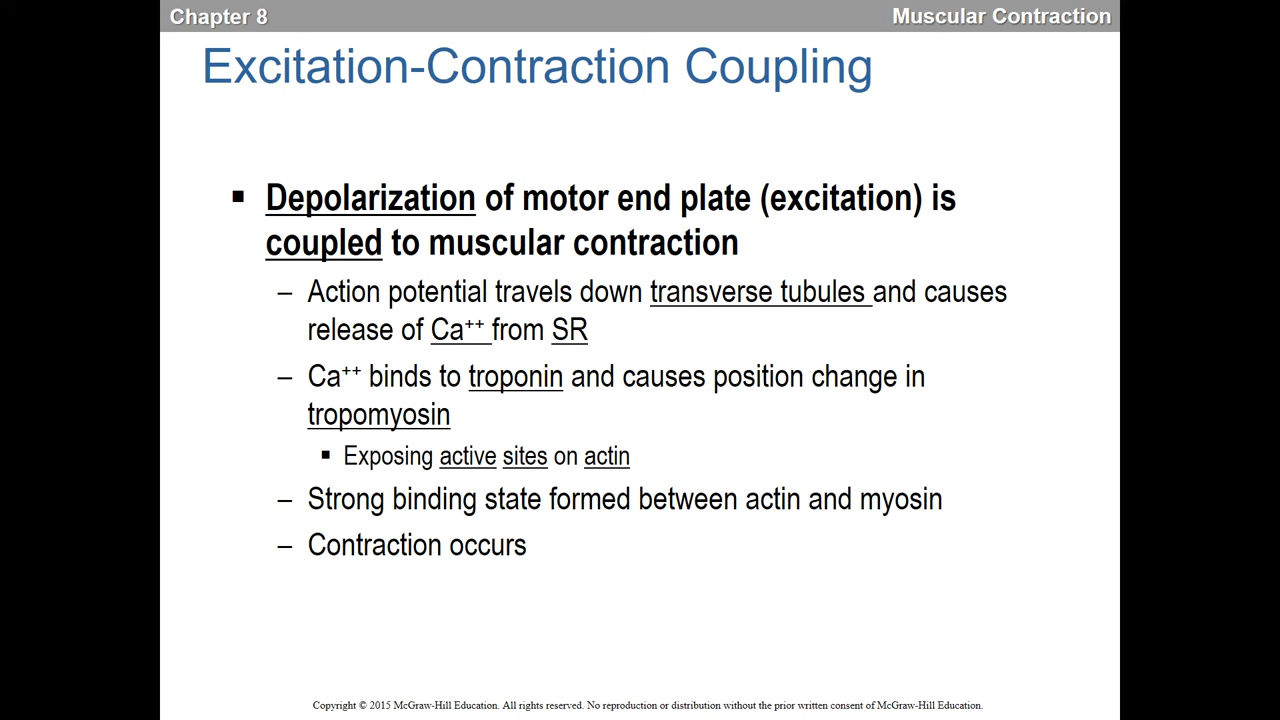 Chapter 8
Muscular Contraction
Excitation-Contraction Coupling
▪ Depolarization of motor end plate (excitation) is
coupled to muscular contraction
– Action potential travels down transverse tubules and causes
release of Ca⁺⁺ from SR
– Ca⁺⁺ binds to troponin and causes position change in
tropomyosin
▪ Exposing active sites on actin
– Strong binding state formed between actin and myosin
– Contraction occurs
Copyright © 2015 McGraw-Hill Education. All rights reserved. No reproduction or distribution without the prior written consent of McGraw-Hill Education.